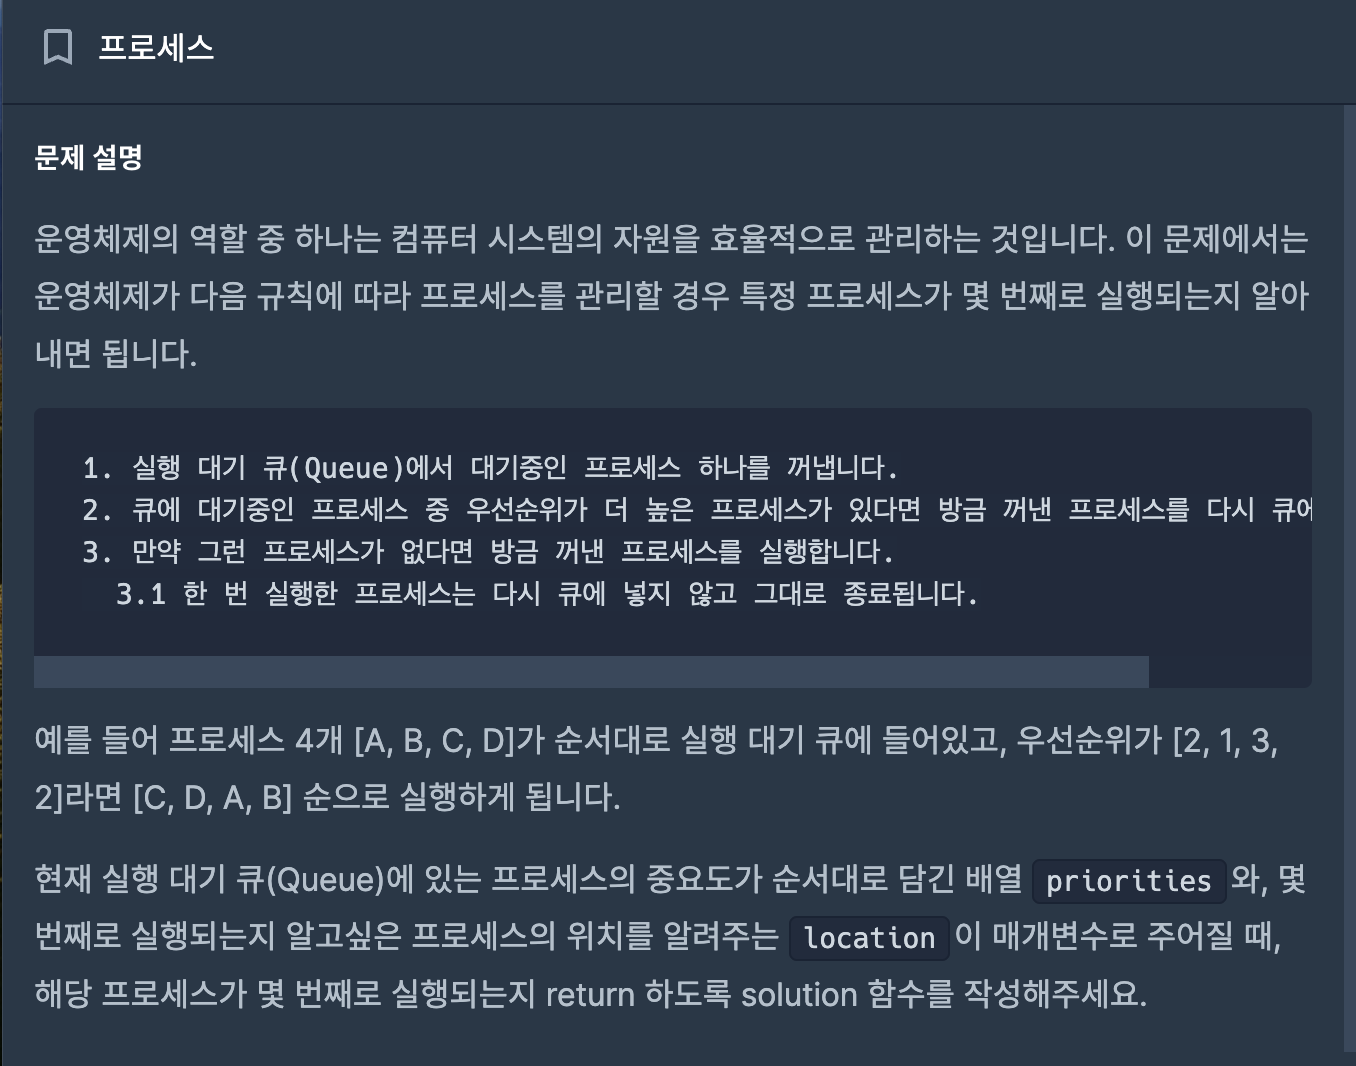 프로세스
문제 설명
운영체제의 역할 중 하나는 컴퓨터 시스템의 자원을 효율적으로 관리하는 것입니다. 이 문제에서는
운영체제가 다음 규칙에 따라 프로세스를 관리할 경우 특정 프로세스가 몇 번째로 실행되는지 알아
내면 됩니다.
1. 실행 대기 큐(Queue)에서 대기중인 프로세스 하나를 꺼냅니다.
2. 큐에 대기중인 프로세스 중 우선순위가 더 높은 프로세스가 있다면 방금 꺼낸 프로세스를 다시 큐에
3. 만약 그런 프로세스가 없다면 방금 꺼낸 프로세스를 실행합니다.
3.1 한 번 실행한 프로세스는 다시 큐에 넣지 않고 그대로 종료됩니다.
예를 들어 프로세스 4개 [A, B, C, D]가 순서대로 실행 대기 큐에 들어있고, 우선순위가 [2, 1, 3,
2]라면 [C, D, A, B] 순으로 실행하게 됩니다.
현재 실행 대기 큐(Queue)에 있는 프로세스의 중요도가 순서대로 담긴 배열 priorities 와, 몇
번째로 실행되는지 알고싶은 프로세스의 위치를 알려주는 location 이 매개변수로 주어질 때,
해당 프로세스가 몇 번째로 실행되는지 return 하도록 solution 함수를 작성해주세요.